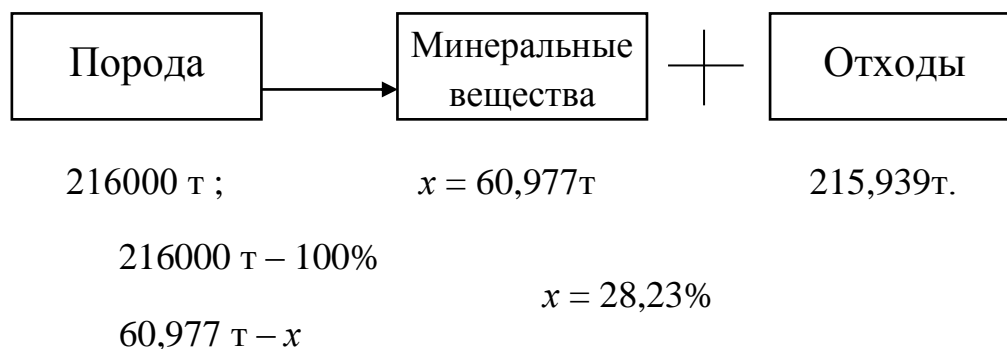 Порода
Минеральные
вещества
Отходы
216000 т ;
x = 60,977т
215,939т.
216000 т – 100%
x = 28,23%
60,977 т – x